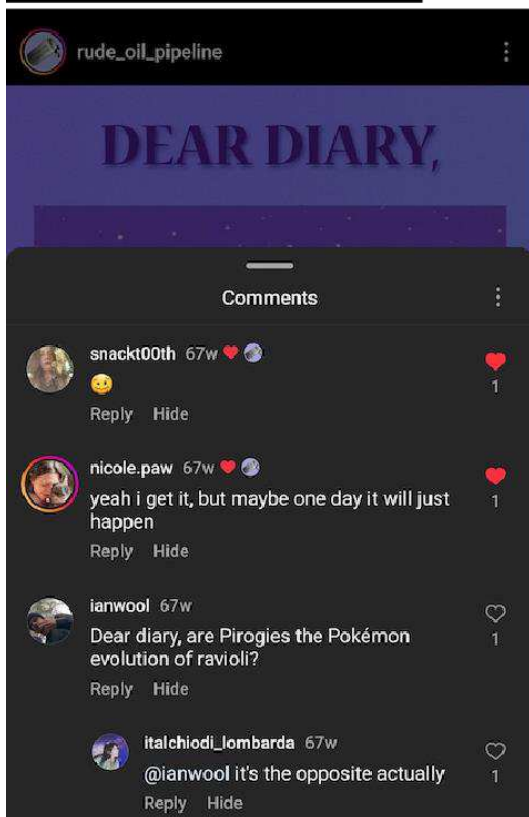 rude_oil_pipeline
DEAR DIARY,
Comments
snackt00th 67w
Reply Hide
1
nicole.paw 67w
yeah i get it, but maybe one day it will just
happen
1
Reply Hide
ianwool 67w
Dear diary, are Pirogies the Pokémon
evolution of ravioli?
1
Reply Hide
italchiodi_lombarda 67w
@ianwool it's the opposite actually
1
Reply Hide